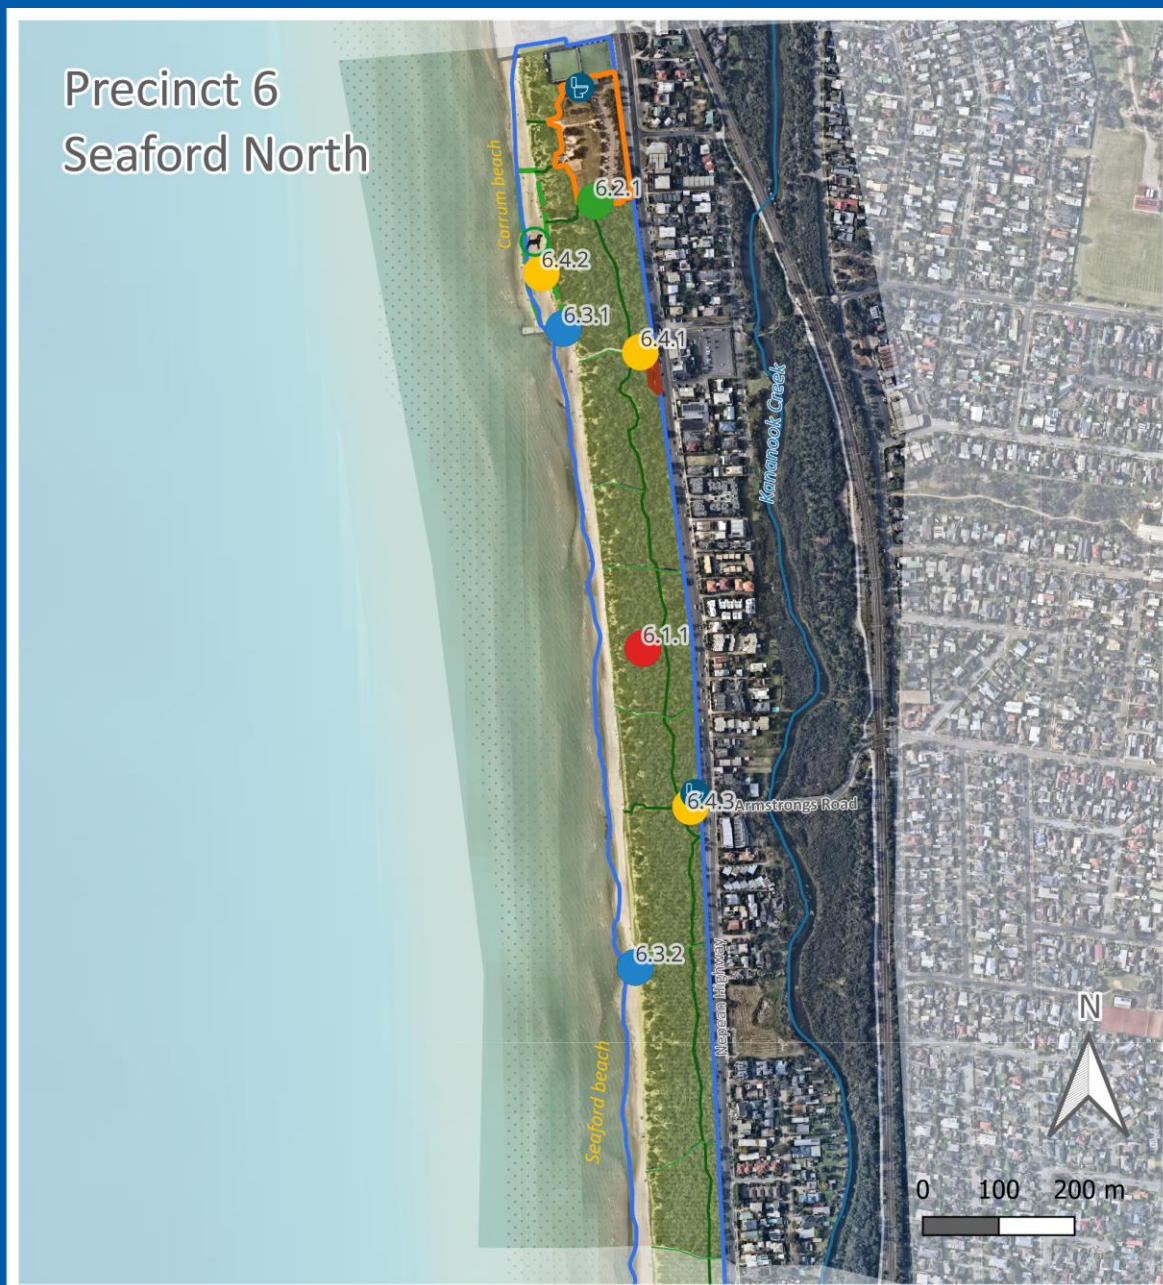 Precinct 6
Seaford North
Carrum beach
6.2.1
6.4.2
6.3.1
6.4.1
Kananook Creek
6.1.1
6.4.3
Armstrongs Road
6.3.2
Nepean Highway
Seaford beach
N
0 100 200 m